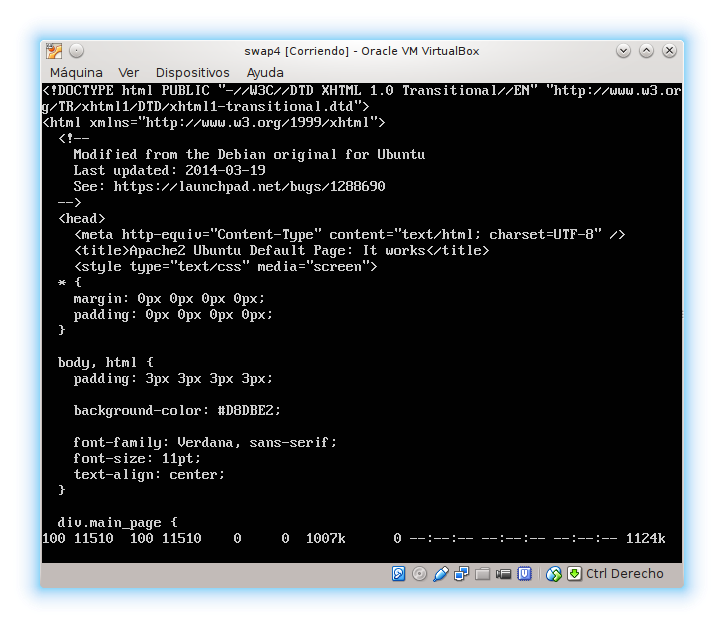 swap4 [Corriendo] - Oracle VM VirtualBox
Máquina Ver Dispositivos Ayuda
<!DOCTYPE html PUBLIC "-//W3C//DTD XHTML 1.0 Transitional//EN" "http://www.w3.or
g/TR/xhtml1/DTD/xhtml1-transitional.dtd">
<html xmlns="http://www.w3.org/1999/xhtml">
  <!--
    Modified from the Debian original for Ubuntu
    Last updated: 2014-03-19
    See: https://launchpad.net/bugs/1288690
  -->
  <head>
    <meta http-equiv="Content-Type" content="text/html; charset=UTF-8" />
    <title>Apache2 Ubuntu Default Page: It works</title>
    <style type="text/css" media="screen">
  * {
    margin: 0px 0px 0px 0px;
    padding: 0px 0px 0px 0px;
  }
  body, html {
    padding: 3px 3px 3px 3px;
    background-color: #D8DBE2;
    font-family: Verdana, sans-serif;
    font-size: 11pt;
    text-align: center;
  }
  div.main_page {
100 11510  100 11510    0     0  1007k      0 --:--:-- --:--:-- --:--:-- 1124k
Ctrl Derecho